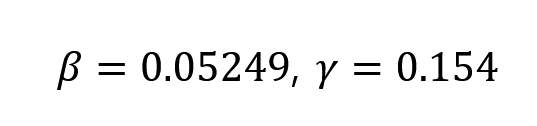 β = 0.05249, γ = 0.154